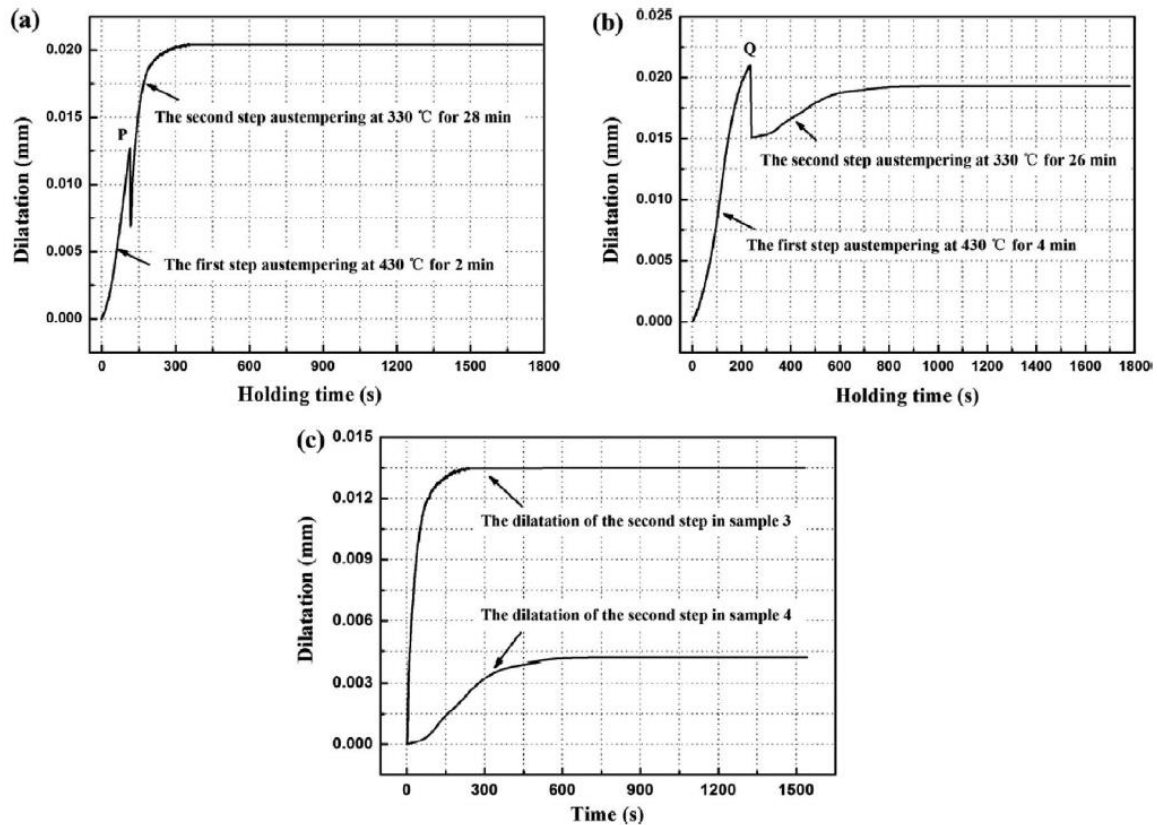 (a)
0.020
0.015
0.010
0.005
0.000
Dilatation (mm)
P
The second step austempering at 330 ℃ for 28 min
The first step austempering at 430 ℃ for 2 min
0 150 300 450 600 750 900 1050 1200 1350 1500 1650 1800
Holding time (s)
(b)
0.025
0.020
0.015
0.010
0.005
0.000
Dilatation (mm)
Q
The second step austempering at 330 ℃ for 26 min
The first step austempering at 430 ℃ for 4 min
0 200 400 600 800 1000 1200 1400 1600 1800
Holding time (s)
(c)
0.015
0.012
0.009
0.006
0.003
0.000
Dilatation (mm)
The dilatation of the second step in sample 3
The dilatation of the second step in sample 4
0 300 600 900 1200 1500
Time (s)